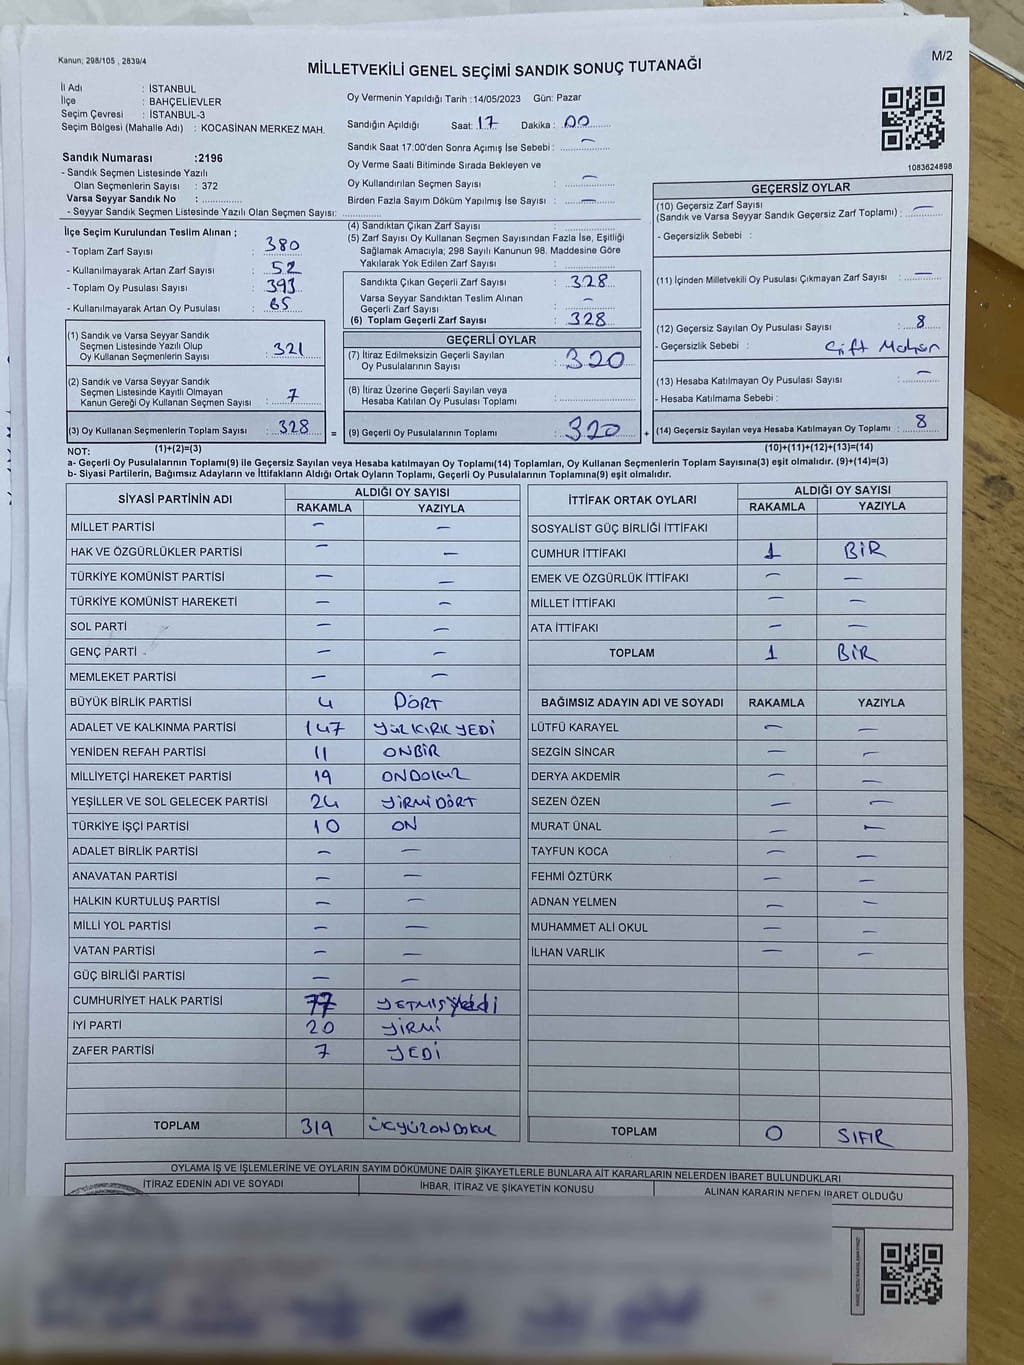 Kanun; 298/105 , 2839/4
M/2
MİLLETVEKİLİ GENEL SEÇİMİ SANDIK SONUÇ TUTANAĞI
İl Adı : İSTANBUL
İlçe : BAHÇELİEVLER
Seçim Çevresi : İSTANBUL-3
Seçim Bölgesi (Mahalle Adı) : KOCASİNAN MERKEZ MAH.
Sandık Numarası :2196
- Sandık Seçmen Listesinde Yazılı
Olan Seçmenlerin Sayısı : 372
Varsa Seyyar Sandık No :
- Seyyar Sandık Seçmen Listesinde Yazılı Olan Seçmen Sayısı:
Oy Vermenin Yapıldığı Tarih :14/05/2023 Gün: Pazar
Sandığın Açıldığı Saat: 17 Dakika : 00
Sandık Saat 17:00'den Sonra Açımış İse Sebebi : —
Oy Verme Saati Bitiminde Sırada Bekleyen ve
Oy Kullandırılan Seçmen Sayısı : —
Birden Fazla Sayım Döküm Yapılmış İse Sayısı : —
1083624898
İlçe Seçim Kurulundan Teslim Alınan ;
- Toplam Zarf Sayısı : 380
- Kullanılmayarak Artan Zarf Sayısı : 52
- Toplam Oy Pusulası Sayısı : 393
- Kullanılmayarak Artan Oy Pusulası : 65
(1) Sandık ve Varsa Seyyar Sandık
Seçmen Listesinde Yazılı Olup
Oy Kullanan Seçmenlerin Sayısı : 321
(2) Sandık ve Varsa Seyyar Sandık
Seçmen Listesinde Kayıtlı Olmayan
Kanun Gereği Oy Kullanan Seçmen Sayısı : 7
(3) Oy Kullanan Seçmenlerin Toplam Sayısı : 328
(4) Sandıktan Çıkan Zarf Sayısı :
(5) Zarf Sayısı Oy Kullanan Seçmen Sayısından Fazla İse, Eşitliği
Sağlamak Amacıyla; 298 Sayılı Kanunun 98. Maddesine Göre
Yakılarak Yok Edilen Zarf Sayısı :
Sandıkta Çıkan Geçerli Zarf Sayısı : 328
Varsa Seyyar Sandıktan Teslim Alınan
Geçerli Zarf Sayısı : —
(6) Toplam Geçerli Zarf Sayısı : 328
GEÇERLİ OYLAR
(7) İtiraz Edilmeksizin Geçerli Sayılan
Oy Pusulalarının Sayısı : 320
(8) İtiraz Üzerine Geçerli Sayılan veya
Hesaba Katılan Oy Pusulası Toplamı :
= (9) Geçerli Oy Pusulalarının Toplamı : 320 +
GEÇERSİZ OYLAR
(10) Geçersiz Zarf Sayısı
(Sandık ve Varsa Seyyar Sandık Geçersiz Zarf Toplamı) : —
- Geçersizlik Sebebi :
(11) İçinden Milletvekili Oy Pusulası Çıkmayan Zarf Sayısı : —
(12) Geçersiz Sayılan Oy Pusulası Sayısı : 8
- Geçersizlik Sebebi : Çift Mühür
(13) Hesaba Katılmayan Oy Pusulası Sayısı : —
- Hesaba Katılmama Sebebi :
(14) Geçersiz Sayılan veya Hesaba Katılmayan Oy Toplamı : 8
NOT: (1)+(2)=(3) (10)+(11)+(12)+(13)=(14)
a- Geçerli Oy Pusulalarının Toplamı(9) ile Geçersiz Sayılan veya Hesaba katılmayan Oy Toplamı(14) Toplamları, Oy Kullanan Seçmenlerin Toplam Sayısına(3) eşit olmalıdır. (9)+(14)=(3)
b- Siyasi Partilerin, Bağımsız Adayların ve İttifakların Aldığı Ortak Oyların Toplamı, Geçerli Oy Pusulalarının Toplamına(9) eşit olmalıdır.
SİYASİ PARTİNİN ADI ALDIĞI OY SAYISI
RAKAMLA YAZIYLA
MİLLET PARTİSİ — —
HAK VE ÖZGÜRLÜKLER PARTİSİ — —
TÜRKİYE KOMÜNİST PARTİSİ — —
TÜRKİYE KOMÜNİST HAREKETİ — —
SOL PARTİ — —
GENÇ PARTİ — —
MEMLEKET PARTİSİ — —
BÜYÜK BİRLİK PARTİSİ 4 DÖRT
ADALET VE KALKINMA PARTİSİ 147 YÜZ KIRK YEDİ
YENİDEN REFAH PARTİSİ 11 ONBİR
MİLLİYETÇİ HAREKET PARTİSİ 19 ONDOKUZ
YEŞİLLER VE SOL GELECEK PARTİSİ 24 YİRMİ DÖRT
TÜRKİYE İŞÇİ PARTİSİ 10 ON
ADALET BİRLİK PARTİSİ — —
ANAVATAN PARTİSİ — —
HALKIN KURTULUŞ PARTİSİ — —
MİLLİ YOL PARTİSİ — —
VATAN PARTİSİ — —
GÜÇ BİRLİĞİ PARTİSİ — —
CUMHURİYET HALK PARTİSİ 77 YETMİŞ Yedi
İYİ PARTİ 20 YİRMİ
ZAFER PARTİSİ 7 YEDİ
TOPLAM 319 ÜÇYÜZONDOKUZ
İTTİFAK ORTAK OYLARI ALDIĞI OY SAYISI
RAKAMLA YAZIYLA
SOSYALİST GÜÇ BİRLİĞİ İTTİFAKI
CUMHUR İTTİFAKI 1 BİR
EMEK VE ÖZGÜRLÜK İTTİFAKI — —
MİLLET İTTİFAKI — —
ATA İTTİFAKI — —
TOPLAM 1 BİR
BAĞIMSIZ ADAYIN ADI VE SOYADI RAKAMLA YAZIYLA
LÜTFÜ KARAYEL — —
SEZGİN SİNCAR — —
DERYA AKDEMİR — —
SEZEN ÖZEN — —
MURAT ÜNAL — —
TAYFUN KOCA — —
FEHMİ ÖZTÜRK — —
ADNAN YELMEN — —
MUHAMMET ALİ OKUL — —
İLHAN VARLIK — —
TOPLAM 0 SIFIR
OYLAMA İŞ VE İŞLEMLERİNE VE OYLARIN SAYIM DÖKÜMÜNE DAİR ŞİKAYETLERLE BUNLARA AİT KARARLARIN NELERDEN İBARET BULUNDUKLARI
İTİRAZ EDENİN ADI VE SOYADI İHBAR, İTİRAZ VE ŞİKAYETİN KONUSU ALINAN KARARIN NEDEN İBARET OLDUĞU